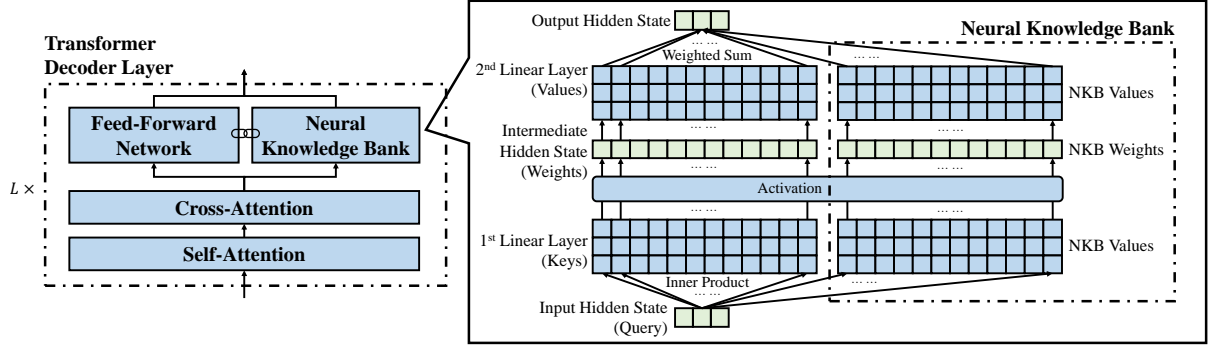 Transformer
Decoder Layer
L ×
Feed-Forward
Network
Neural
Knowledge Bank
Cross-Attention
Self-Attention
Output Hidden State
... ...
Weighted Sum
2nd Linear Layer
(Values)
... ...
Intermediate
Hidden State
(Weights)
... ...
Activation
... ...
1st Linear Layer
(Keys)
Inner Product
... ...
Input Hidden State
(Query)
Neural Knowledge Bank
... ...
NKB Values
... ...
NKB Weights
... ...
... ...
NKB Values
... ...